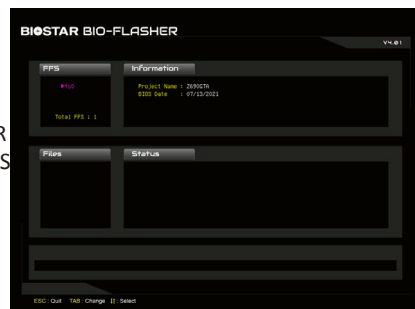 BIOSTAR BIO-FLASHER
V4.01
FFS
Information
Project Name : Z690GTA
BIOS Date : 07/13/2021
Total FFS : 1
R
S
Files
Status
ESC : Quit TAB : Change : Select